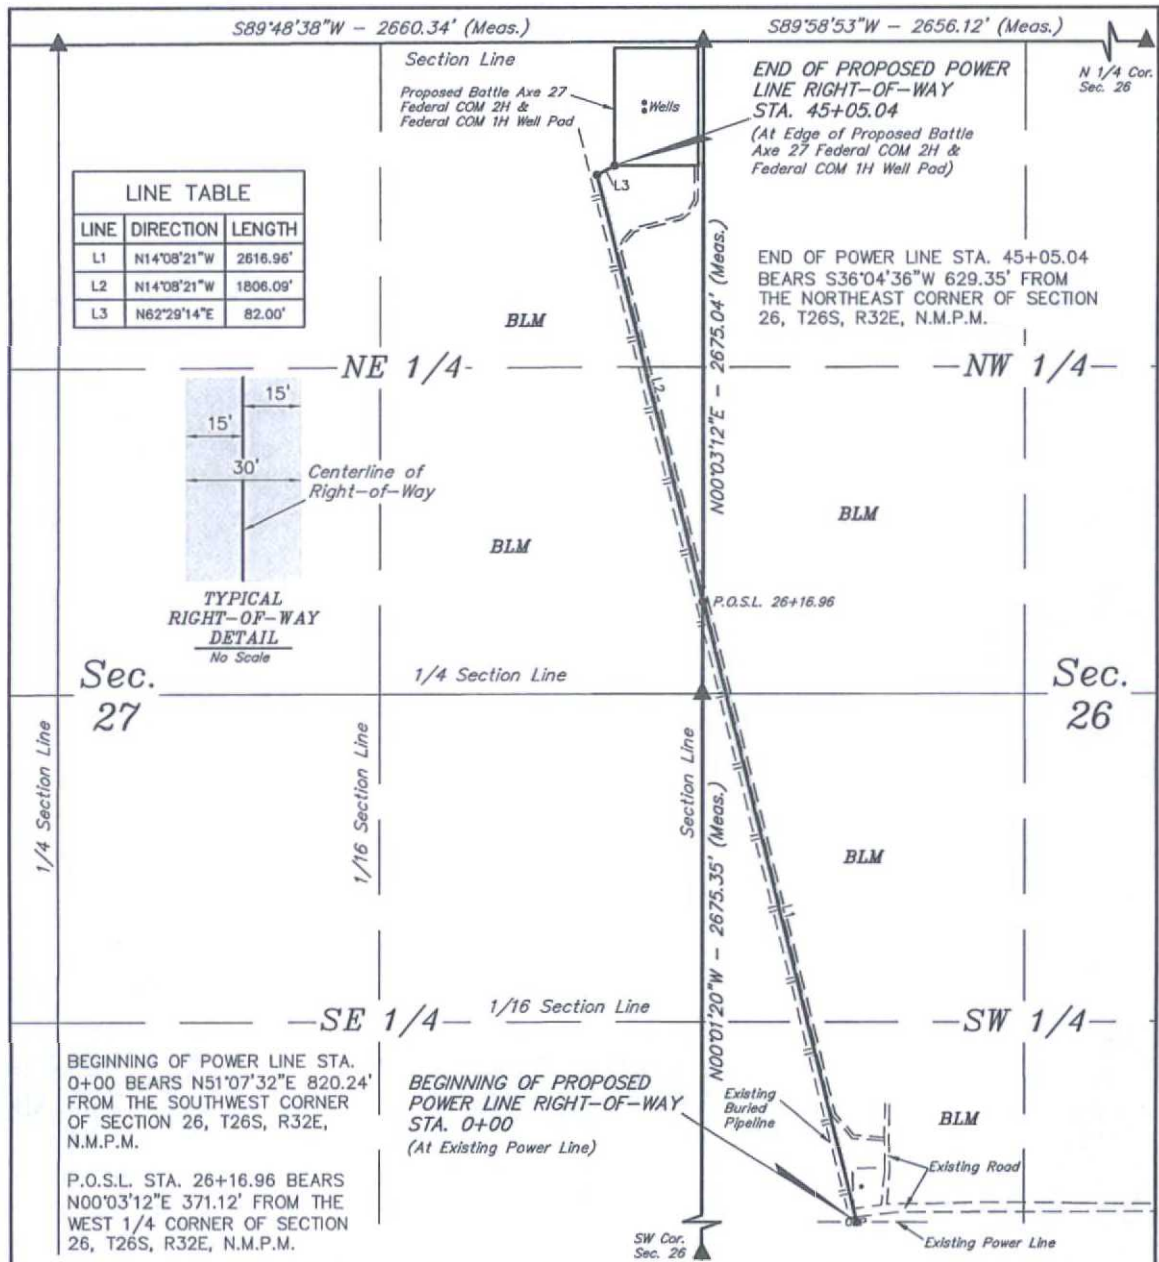 S89°48'38"W - 2660.34' (Meas.)
S89°58'53"W - 2656.12' (Meas.)
Section Line
N 1/4 Cor.
Sec. 26
Proposed Battle Axe 27
Federal COM 2H &
Federal COM 1H Well Pad
Wells
END OF PROPOSED POWER
LINE RIGHT-OF-WAY
STA. 45+05.04
(At Edge of Proposed Battle
Axe 27 Federal COM 2H &
Federal COM 1H Well Pad)
L3
LINE TABLE
LINE DIRECTION LENGTH
L1 N14°08'21"W 2616.96'
L2 N14°08'21"W 1806.09'
L3 N62°29'14"E 82.00'
END OF POWER LINE STA. 45+05.04
BEARS S36°04'36"W 629.35' FROM
THE NORTHEAST CORNER OF SECTION
26, T26S, R32E, N.M.P.M.
N00°03'12"E - 2675.04' (Meas.)
BLM
NE 1/4
NW 1/4
L2
15'
15'
30'
Centerline of
Right-of-Way
BLM
BLM
TYPICAL
RIGHT-OF-WAY
DETAIL
No Scale
P.O.S.L. 26+16.96
Sec.
27
1/4 Section Line
Sec.
26
1/4 Section Line
1/16 Section Line
Section Line
N00°01'20"W - 2675.35' (Meas.)
BLM
L1
SE 1/4
1/16 Section Line
SW 1/4
BEGINNING OF POWER LINE STA.
0+00 BEARS N51°07'32"E 820.24'
FROM THE SOUTHWEST CORNER
OF SECTION 26, T26S, R32E,
N.M.P.M.
BEGINNING OF PROPOSED
POWER LINE RIGHT-OF-WAY
STA. 0+00
(At Existing Power Line)
Existing
Buried
Pipeline
BLM
Existing Road
P.O.S.L. STA. 26+16.96 BEARS
N00°03'12"E 371.12' FROM THE
WEST 1/4 CORNER OF SECTION
26, T26S, R32E, N.M.P.M.
SW Cor.
Sec. 26
Existing Power Line